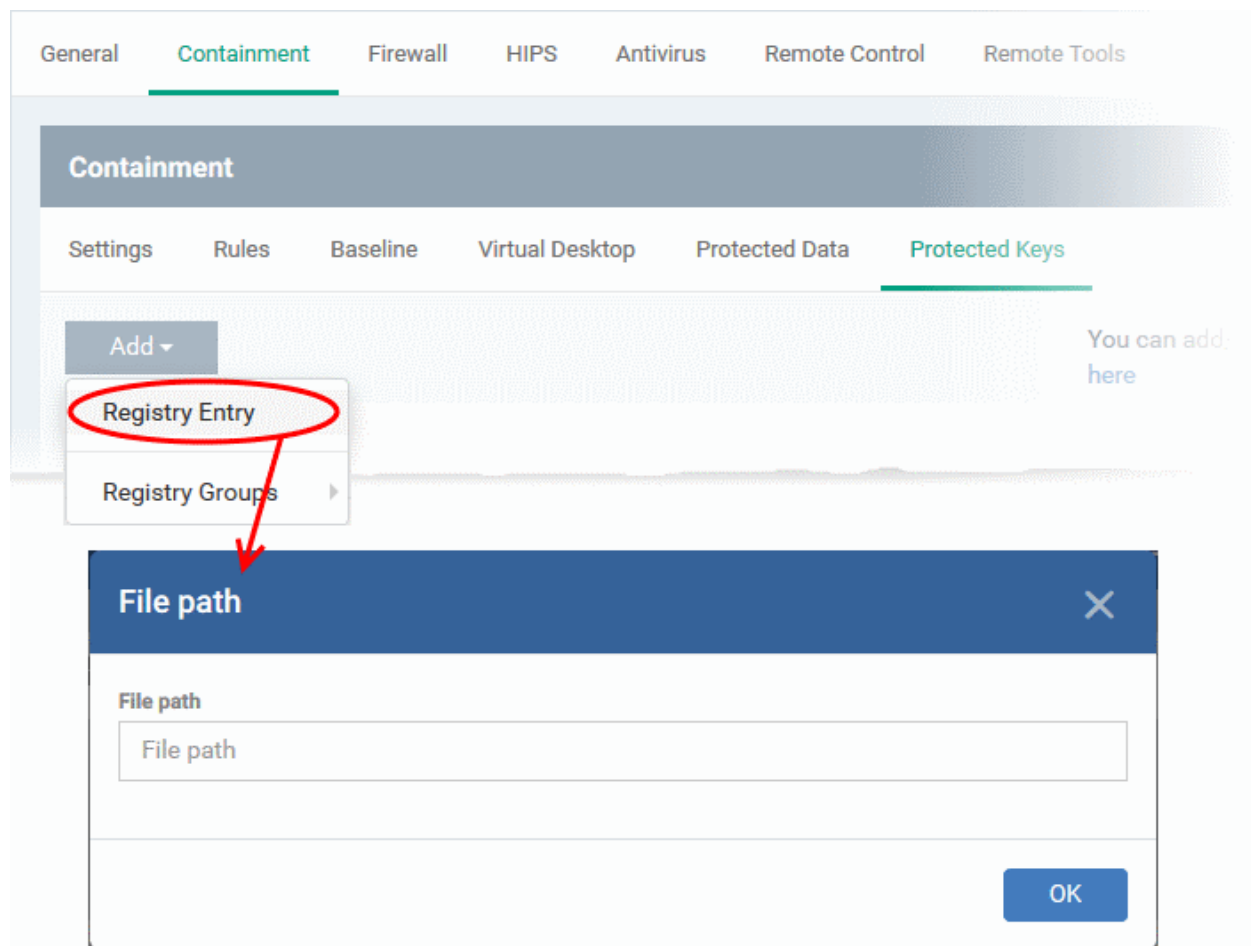 General Containment Firewall HIPS Antivirus Remote Control Remote Tools
Containment
Settings Rules Baseline Virtual Desktop Protected Data Protected Keys
Add
You can add
here
Registry Entry
Registry Groups
File path
File path
File path
OK